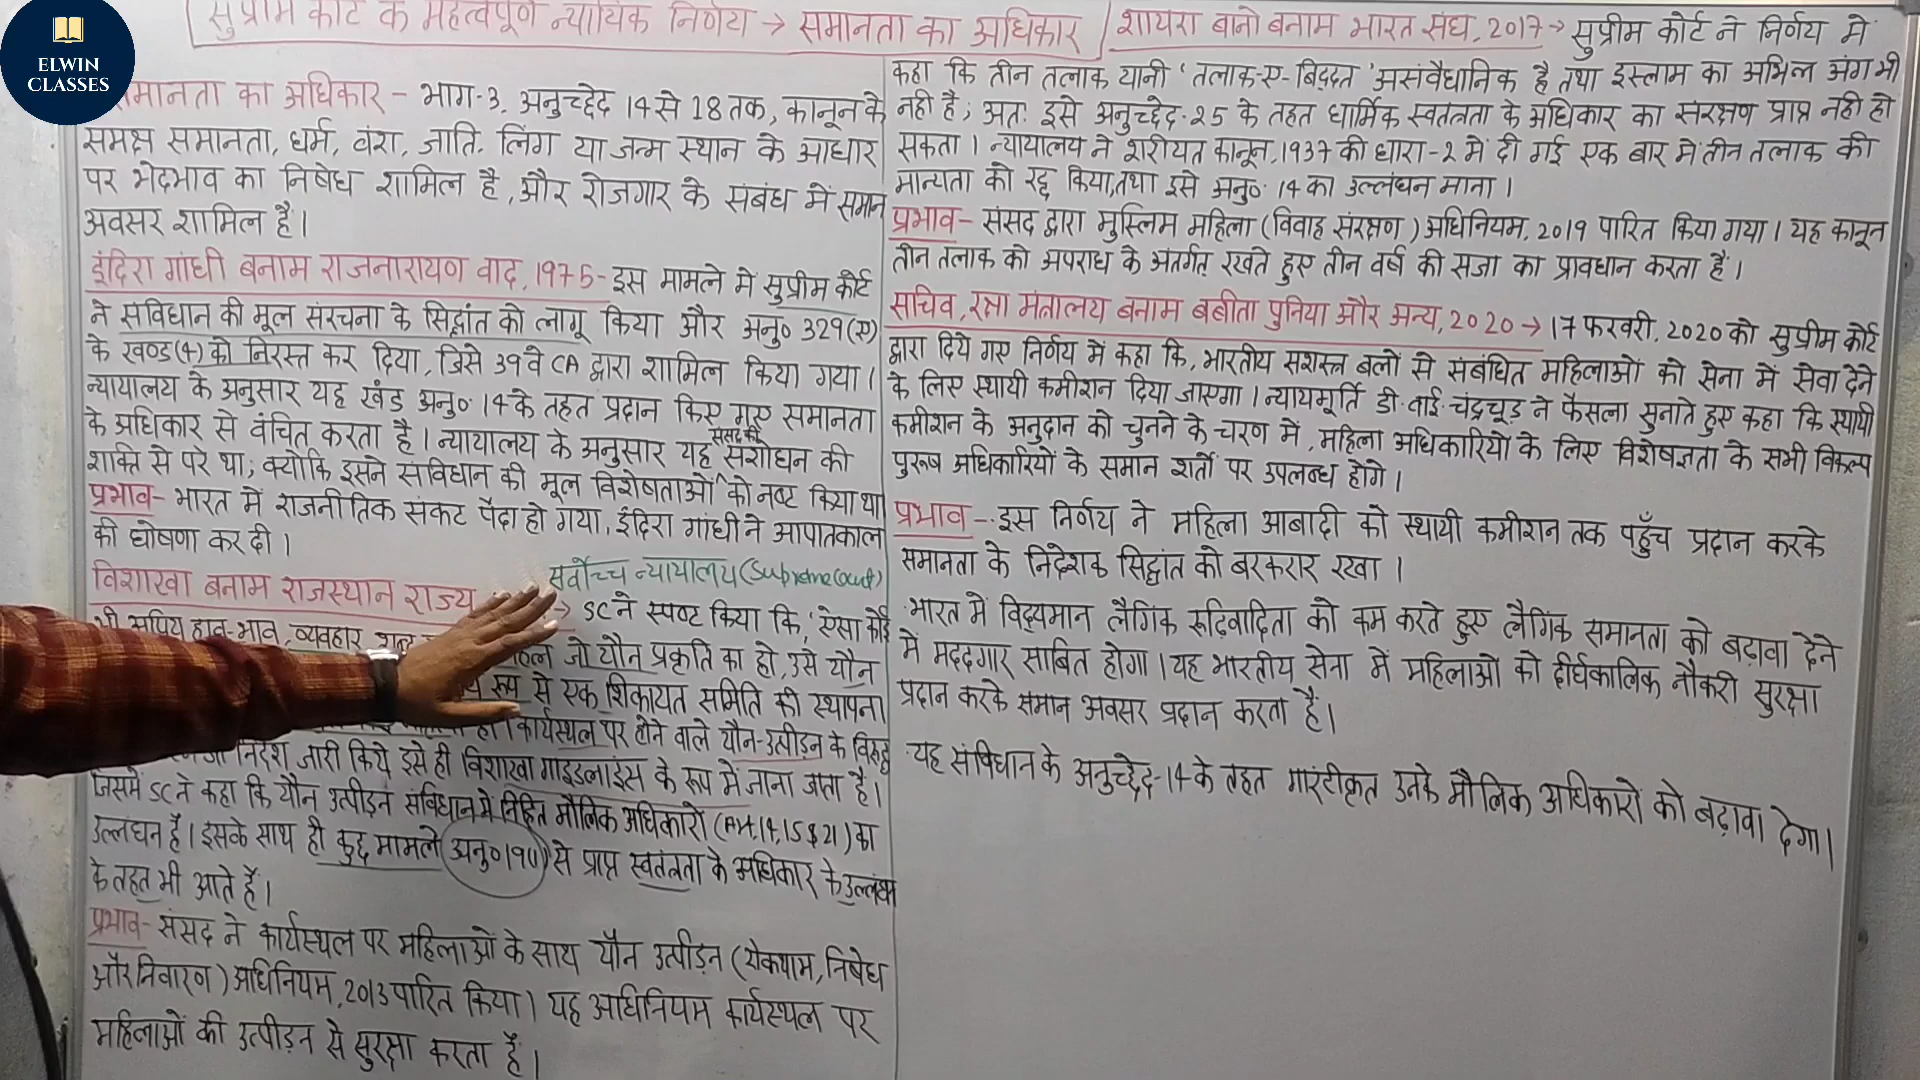 ELWIN
CLASSES
सुप्रीम कोर्ट के महत्वपूर्ण न्यायिक निर्णय → समानता का अधिकार
समानता का अधिकार – भाग-3, अनुच्छेद 14 से 18 तक, कानून के
समक्ष समानता, धर्म, वंश, जाति, लिंग या जन्म स्थान के आधार
पर भेदभाव का निषेध शामिल है, और रोजगार के संबंध में समान
अवसर शामिल है।
इंदिरा गांधी बनाम राजनारायण वाद, 1975 - इस मामले में सुप्रीम कोर्ट
ने संविधान की मूल संरचना के सिद्धांत को लागू किया और अनु० 329(ए)
के खण्ड(4) को निरस्त कर दिया, जिसे 39वे CA द्वारा शामिल किया गया।
न्यायालय के अनुसार यह खंड अनु० 14 के तहत प्रदान किए गए समानता
के अधिकार से वंचित करता है। न्यायालय के अनुसार यह संसद की संशोधन की
शक्ति से परे था; क्योंकि इसने संविधान की मूल विशेषताओं को नष्ट किया था
प्रभाव - भारत में राजनीतिक संकट पैदा हो गया, इंदिरा गांधी ने आपातकाल
की घोषणा कर दी।
विशाखा बनाम राजस्थान राज्य
सर्वोच्च न्यायालय (Supreme Court)
→ SC ने स्पष्ट किया कि, 'ऐसा कोई
भी अप्रिय हाव-भाव, व्यवहार, जो यौन प्रकृति का हो, उसे यौन
रूप से एक शिकायत समिति की स्थापना
हो। कार्यस्थल पर होने वाले यौन-उत्पीड़न के विरुद्ध
निर्देश जारी किये इसे ही विशाखा गाइडलाइंस के रूप में जाना जाता है।
जिसमें SC ने कहा कि यौन उत्पीड़न संविधान में निहित मौलिक अधिकारों (Art, 14, 15 & 21) का
उल्लंघन है। इसके साथ ही कुछ मामले अनु० 19(1) से प्राप्त स्वतंत्रता के अधिकार के उल्लंघन
के तहत भी आते हैं।
प्रभाव - संसद ने कार्यस्थल पर महिलाओं के साथ यौन उत्पीड़न (रोकथाम, निषेध
और निवारण) अधिनियम, 2013 पारित किया। यह अधिनियम कार्यस्थल पर
महिलाओं की उत्पीड़न से सुरक्षा करता है।
शायरा बानो बनाम भारत संघ, 2017 → सुप्रीम कोर्ट ने निर्णय में
कहा कि तीन तलाक यानी 'तलाक-ए-बिद्दत' असंवैधानिक है तथा इस्लाम का अभिन्न अंग भी
नही है; अतः इसे अनुच्छेद-25 के तहत धार्मिक स्वतंत्रता के अधिकार का संरक्षण प्राप्त नही हो
सकता। न्यायालय ने शरीयत कानून, 1937 की धारा-2 में दी गई एक बार में तीन तलाक की
मान्यता को रद्द किया, तथा इसे अनु० 14 का उल्लंघन माना।
प्रभाव – संसद द्वारा मुस्लिम महिला (विवाह संरक्षण) अधिनियम, 2019 पारित किया गया। यह कानून
तीन तलाक को अपराध के अंतर्गत रखते हुए तीन वर्ष की सजा का प्रावधान करता है।
सचिव, रक्षा मंत्रालय बनाम बबीता पुनिया और अन्य, 2020 → 17 फरवरी, 2020 को सुप्रीम कोर्ट
द्वारा दिये गए निर्णय में कहा कि, भारतीय सशस्त्र बलों से संबंधित महिलाओं को सेना में सेवा देने
के लिए स्थायी कमीशन दिया जाएगा। न्यायमूर्ति डी. वाई. चंद्रचूड़ ने फैसला सुनाते हुए कहा कि स्थायी
कमीशन के अनुदान को चुनने के चरण में, महिला अधिकारियों के लिए विशेषज्ञता के सभी विकल्प
पुरूष अधिकारियों के समान शर्तो पर उपलब्ध होंगे।
प्रभाव – इस निर्णय ने महिला आबादी को स्थायी कमीशन तक पहुँच प्रदान करके
समानता के निर्देशक सिद्धांत को बरकरार रखा।
भारत में विद्यमान लैंगिक रूढ़िवादिता को कम करते हुए लैंगिक समानता को बढ़ावा देने
में मददगार साबित होगा। यह भारतीय सेना में महिलाओं को दीर्घकालिक नौकरी सुरक्षा
प्रदान करके समान अवसर प्रदान करता है।
यह संविधान के अनुच्छेद-14 के तहत गारंटीकृत उनके मौलिक अधिकारों को बढ़ावा देगा।